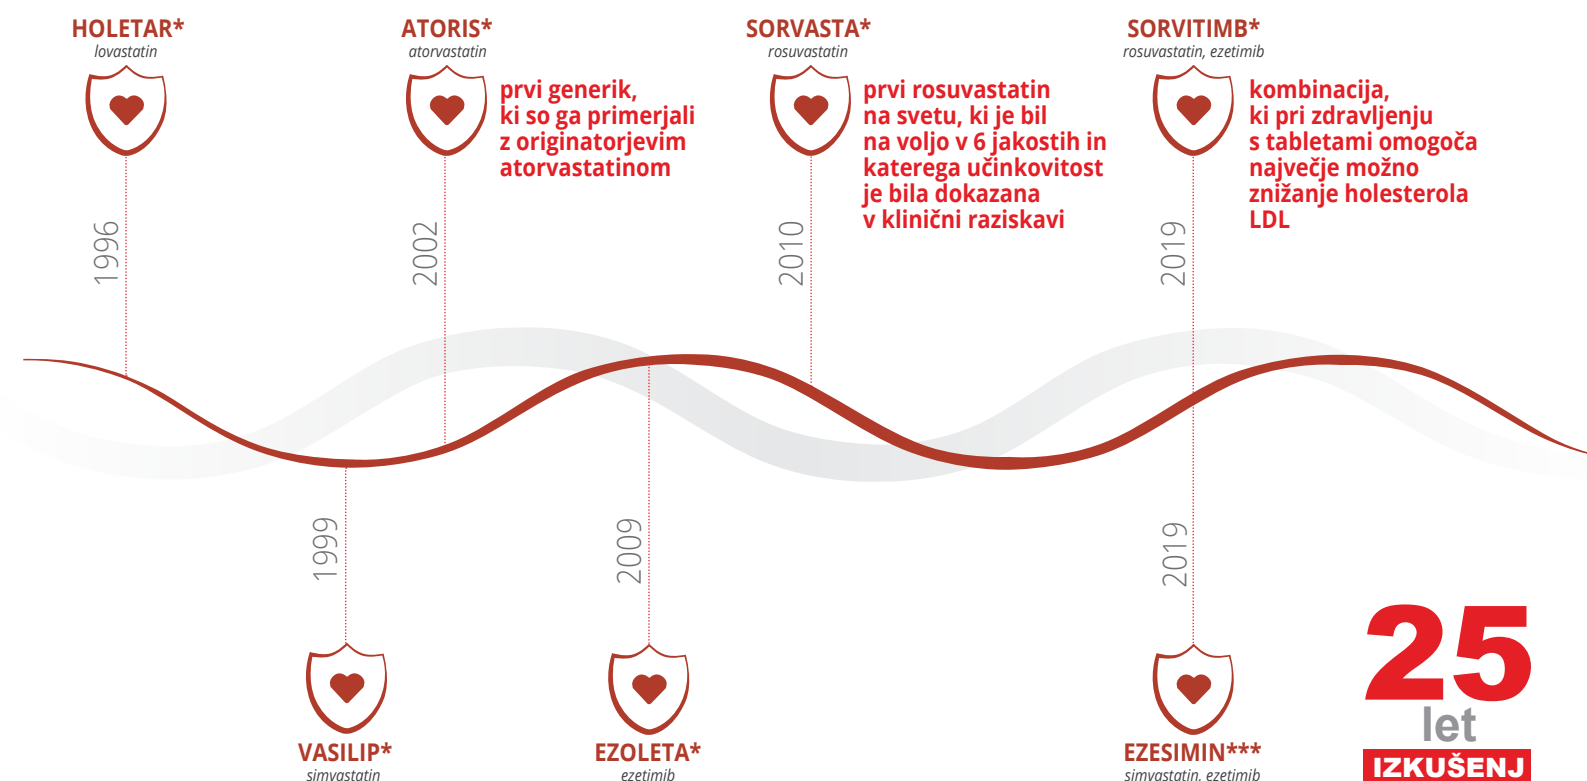 HOLETAR*
lovastatin
1996
ATORIS*
atorvastatin
prvi generik,
ki so ga primerjali
z originatorjevim
atorvastatinom
2002
SORVASTA*
rosuvastatin
prvi rosuvastatin
na svetu, ki je bil
na voljo v 6 jakostih in
katerega učinkovitost
je bila dokazana
v klinični raziskavi
2010
SORVITIMB*
rosuvastatin, ezetimib
kombinacija,
ki pri zdravljenju
s tabletami omogoča
največje možno
znižanje holesterola
LDL
2019
1999
VASILIP*
simvastatin
2009
EZOLETA*
ezetimib
2019
EZESIMIN***
simvastatin, ezetimib
25
let
IZKUŠENJ